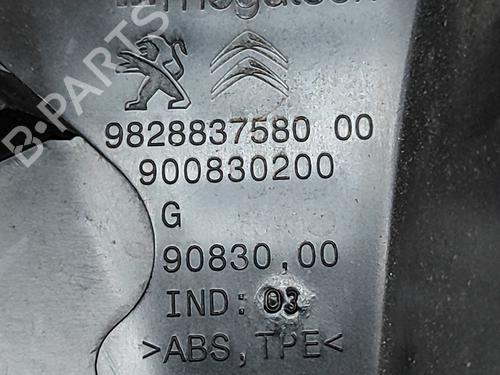 9828837580 00
900830200
G
90830,00
IND: 03
>ABS,TPE<
B-PARTS